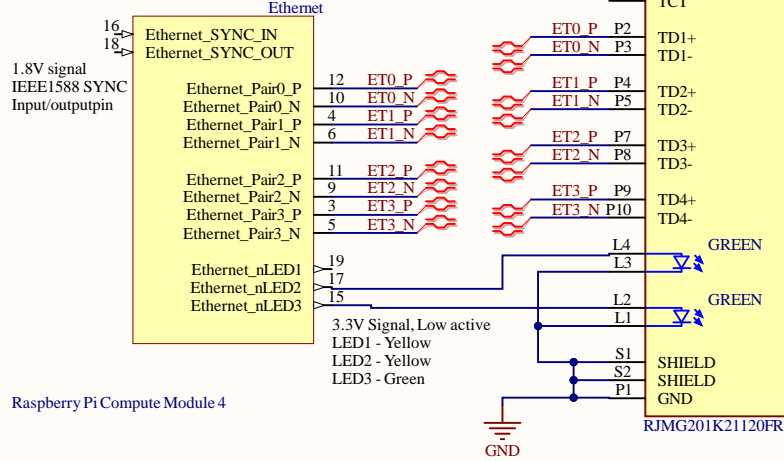 Ethernet
16
Ethernet_SYNC_IN
18
Ethernet_SYNC_OUT
1.8V signal
IEEE1588 SYNC
Input/outputpin
Ethernet_Pair0_P 12 ET0_P
Ethernet_Pair0_N 10 ET0_N
Ethernet_Pair1_P 4 ET1_P
Ethernet_Pair1_N 6 ET1_N
Ethernet_Pair2_P 11 ET2_P
Ethernet_Pair2_N 9 ET2_N
Ethernet_Pair3_P 3 ET3_P
Ethernet_Pair3_N 5 ET3_N
Ethernet_nLED1 19
Ethernet_nLED2 17
Ethernet_nLED3 15
3.3V Signal, Low active
LED1 - Yellow
LED2 - Yellow
LED3 - Green
Raspberry Pi Compute Module 4
TCT
ET0_P P2 TD1+
ET0_N P3 TD1-
ET1_P P4 TD2+
ET1_N P5 TD2-
ET2_P P7 TD3+
ET2_N P8 TD3-
ET3_P P9 TD4+
ET3_N P10 TD4-
L4 GREEN
L3
L2 GREEN
L1
S1 SHIELD
S2 SHIELD
P1 GND
RJMG201K21120FR
GND